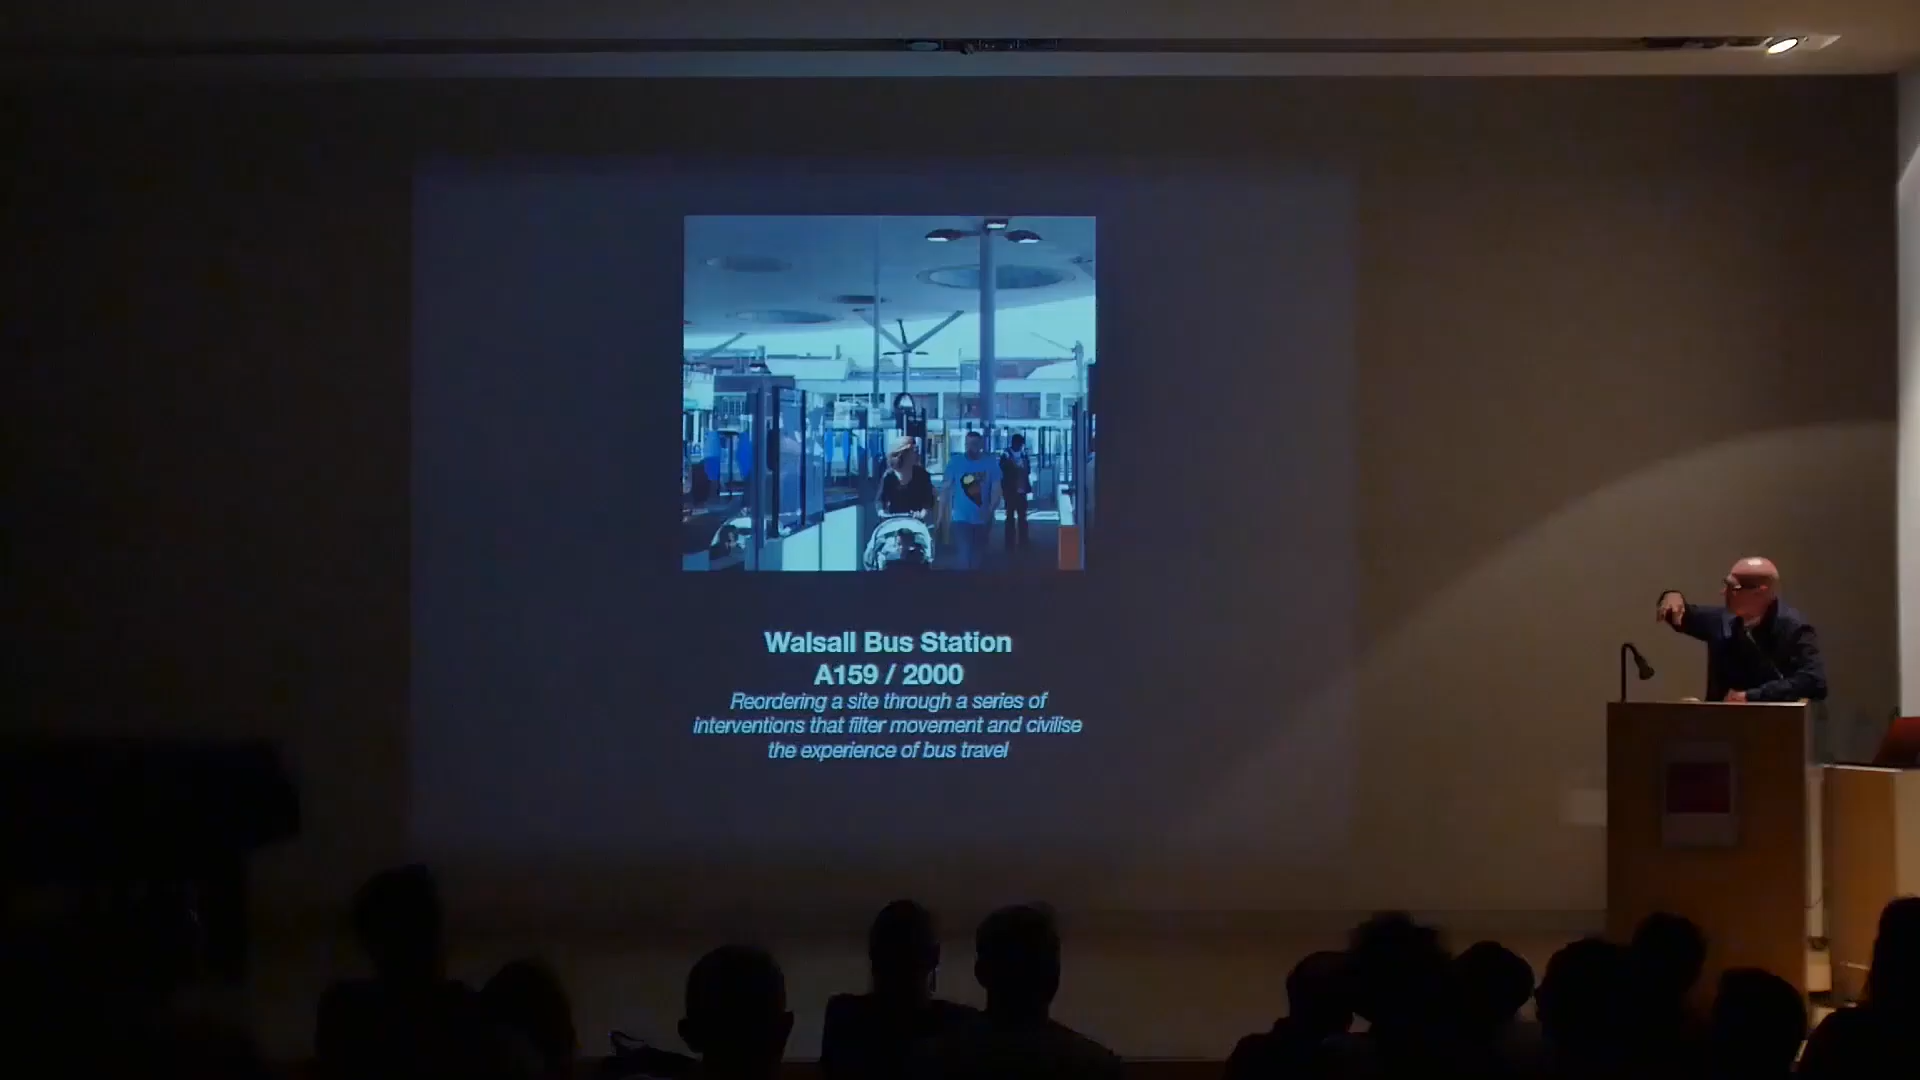 Walsall Bus Station
A159 / 2000
Reordering a site through a series of
interventions that filter movement and civilise
the experience of bus travel